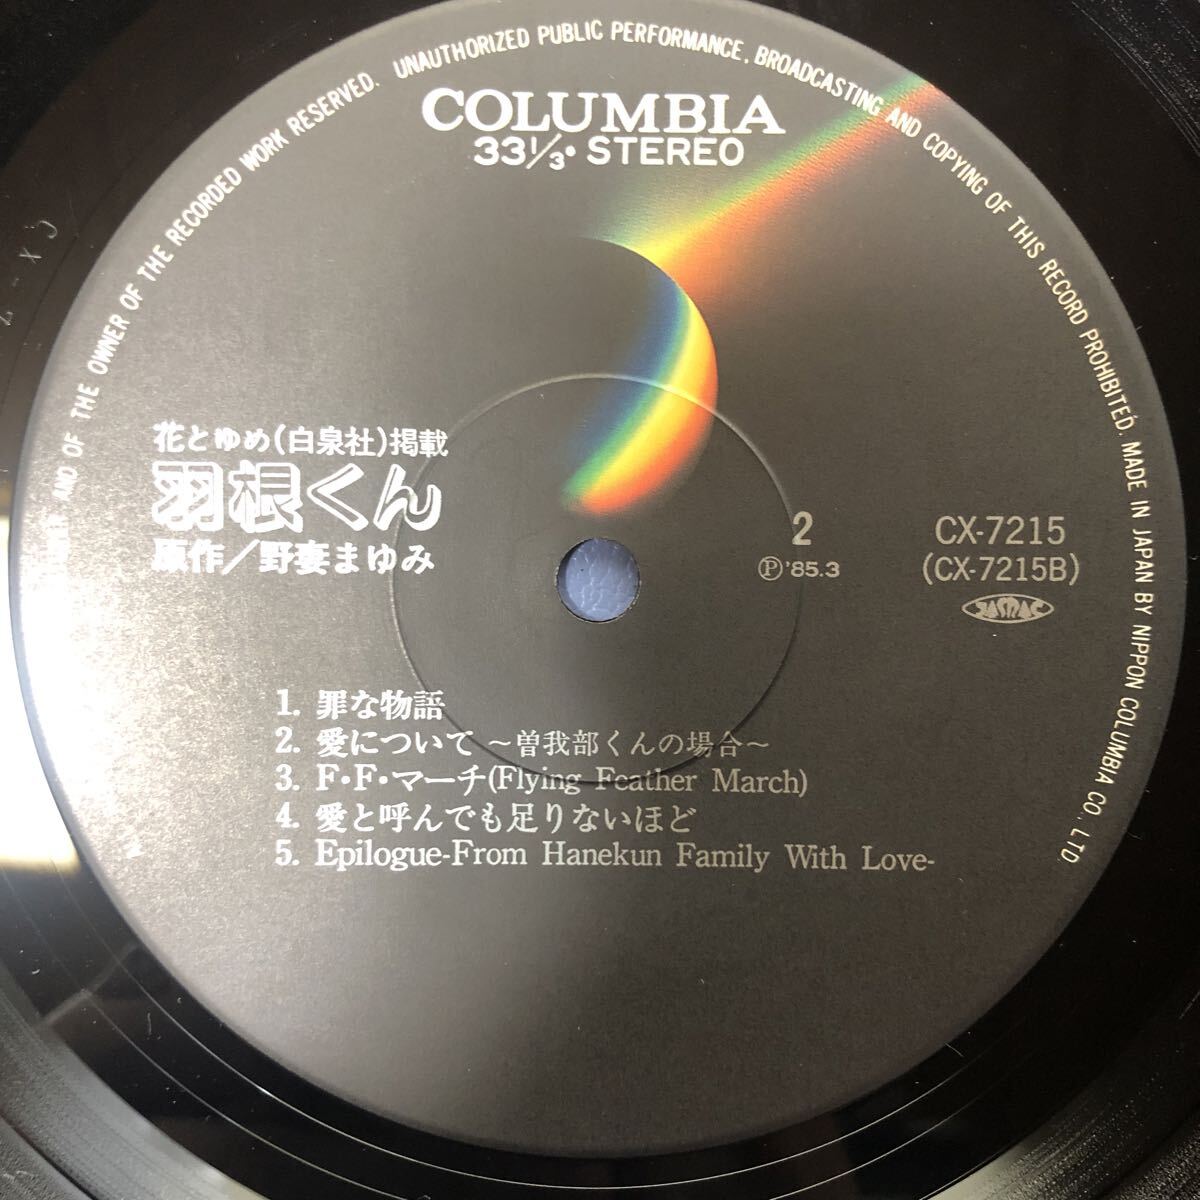 AND OF THE OWNER OF THE RECORDED WORK RESERVED. UNAUTHORIZED PUBLIC PERFORMANCE, BROADCASTING AND COPYING OF THIS RECORD PROHIBITED. MADE IN JAPAN BY NIPPON COLUMBIA CO., LTD.
COLUMBIA
33⅓・STEREO
花とゆめ(白泉社)掲載
羽根くん
原作／野妻まゆみ
2
Ⓟ'85.3
CX-7215
(CX-7215B)
JASRAC
1. 罪な物語
2. 愛について ～曽我部くんの場合～
3. F・F・マーチ(Flying Feather March)
4. 愛と呼んでも足りないほど
5. Epilogue-From Hanekun Family With Love-